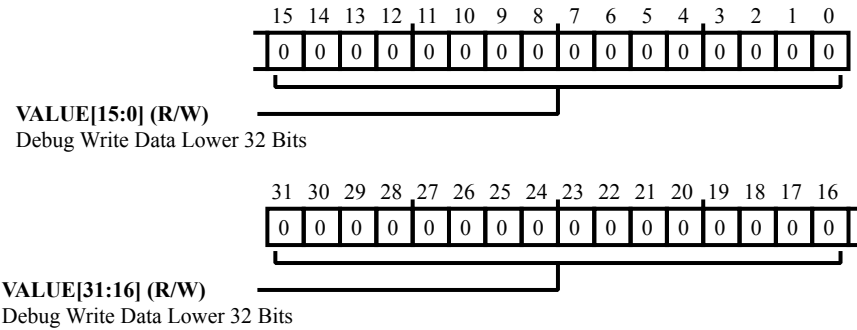 15 14 13 12 11 10 9 8 7 6 5 4 3 2 1 0
0 0 0 0 0 0 0 0 0 0 0 0 0 0 0 0
VALUE[15:0] (R/W)
Debug Write Data Lower 32 Bits
31 30 29 28 27 26 25 24 23 22 21 20 19 18 17 16
0 0 0 0 0 0 0 0 0 0 0 0 0 0 0 0
VALUE[31:16] (R/W)
Debug Write Data Lower 32 Bits